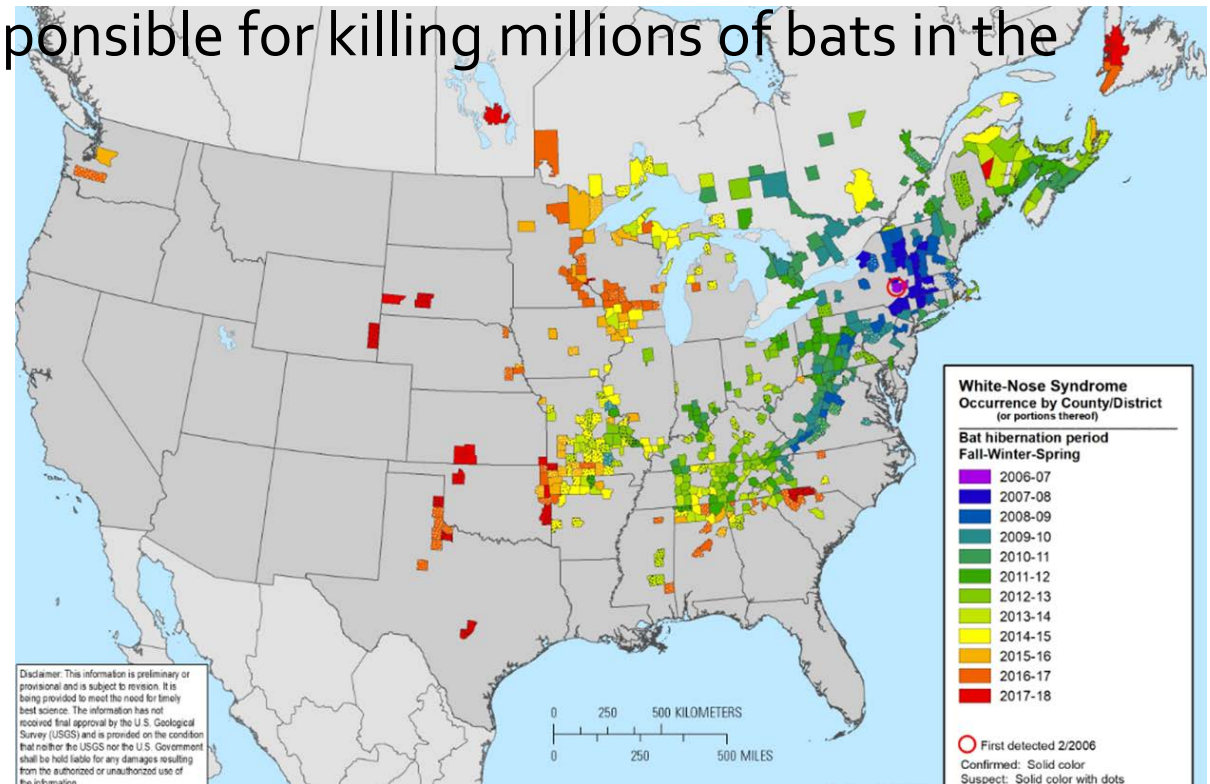 ponsible for killing millions of bats in the
White-Nose Syndrome
Occurrence by County/District
(or portions thereof)
Bat hibernation period
Fall-Winter-Spring
2006-07
2007-08
2008-09
2009-10
2010-11
2011-12
2012-13
2013-14
2014-15
2015-16
2016-17
2017-18
First detected 2/2006
Confirmed: Solid color
Suspect: Solid color with dots
0 250 500 KILOMETERS
0 250 500 MILES
Disclaimer: This information is preliminary or
provisional and is subject to revision. It is
being provided to meet the need for timely
best science. The information has not
received final approval by the U.S. Geological
Survey (USGS) and is provided on the condition
that neither the USGS nor the U.S. Government
shall be held liable for any damages resulting
from the authorized or unauthorized use of
the information.